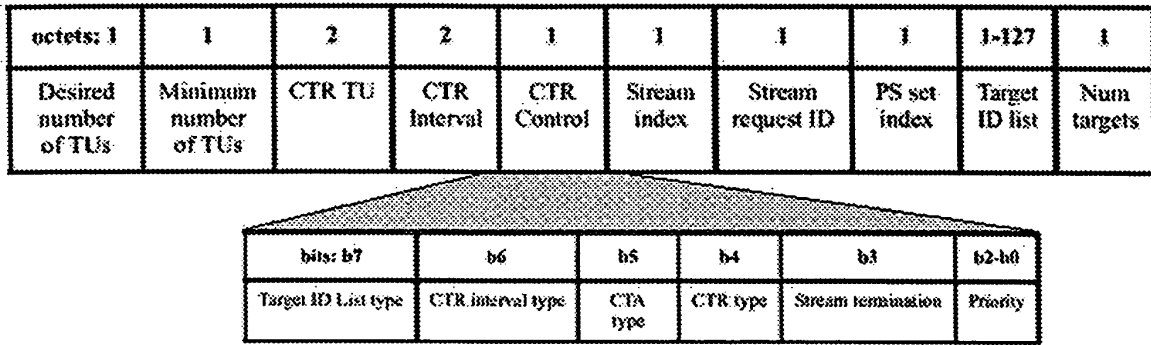 octets: 1 1 2 2 1 1 1 1 1-127 1
Desired Minimum CTR TU CTR CTR Stream Stream PS set Target Num
number number Interval Control index request ID index ID list targets
of TUs of TUs
bits: b7 b6 b5 b4 b3 b2-b0
Target ID List type CTR interval type CTA CTR type Stream termination Priority
type